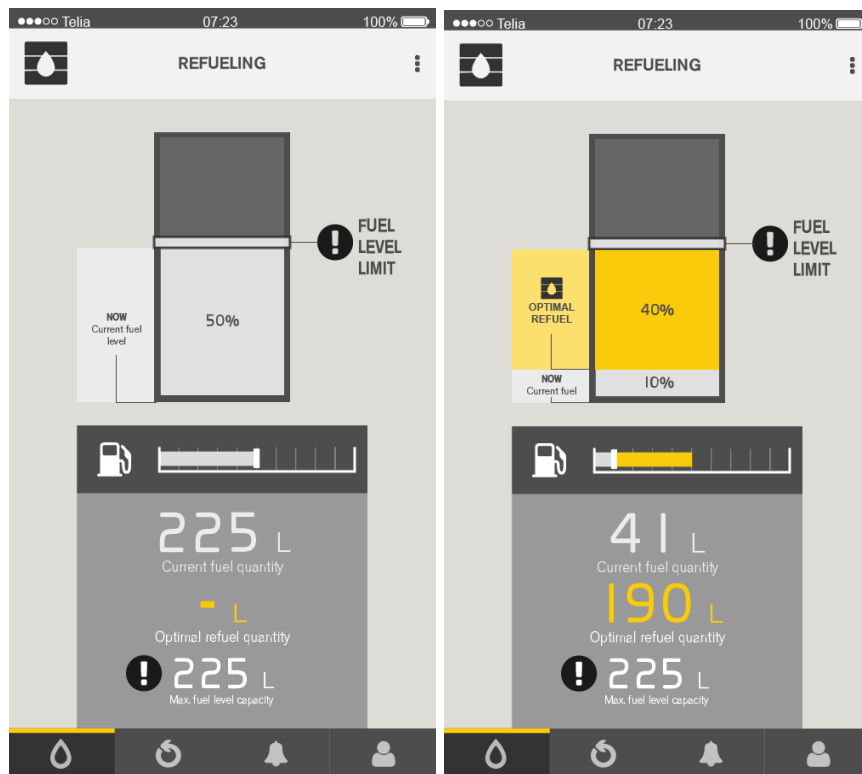 Telia 07:23 100%
REFUELING
FUEL
LEVEL
LIMIT
50%
NOW
Current fuel
level
225 L
Current fuel quantity
- L
Optimal refuel quantity
! 225 L
Max. fuel level capacity
Telia 07:23 100%
REFUELING
FUEL
LEVEL
LIMIT
OPTIMAL
REFUEL
40%
NOW
Current fuel
10%
41 L
Current fuel quantity
190 L
Optimal refuel quantity
! 225 L
Max. fuel level capacity